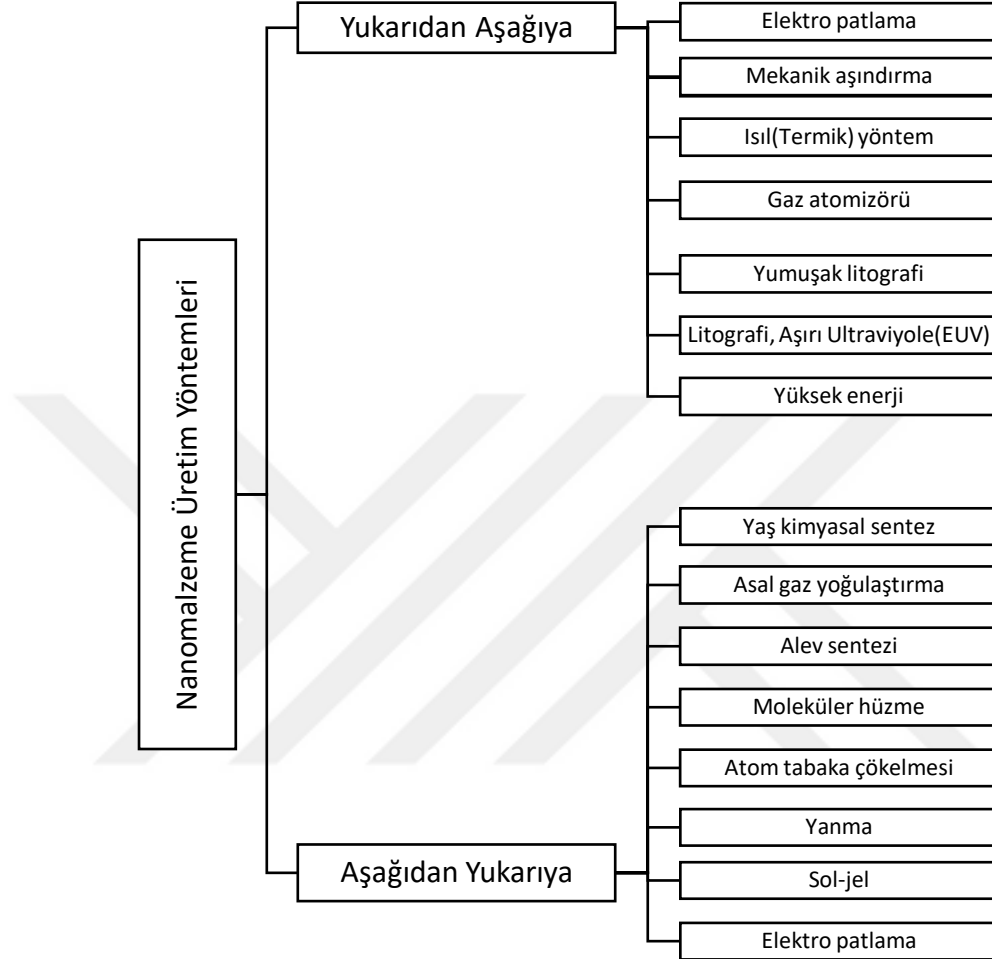 Nanomalzeme Üretim Yöntemleri
Yukarıdan Aşağıya
Elektro patlama
Mekanik aşındırma
Isıl(Termik) yöntem
Gaz atomizörü
Yumuşak litografi
Litografi, Aşırı Ultraviyole(EUV)
Yüksek enerji
Aşağıdan Yukarıya
Yaş kimyasal sentez
Asal gaz yoğulaştırma
Alev sentezi
Moleküler hüzme
Atom tabaka çökelmesi
Yanma
Sol-jel
Elektro patlama